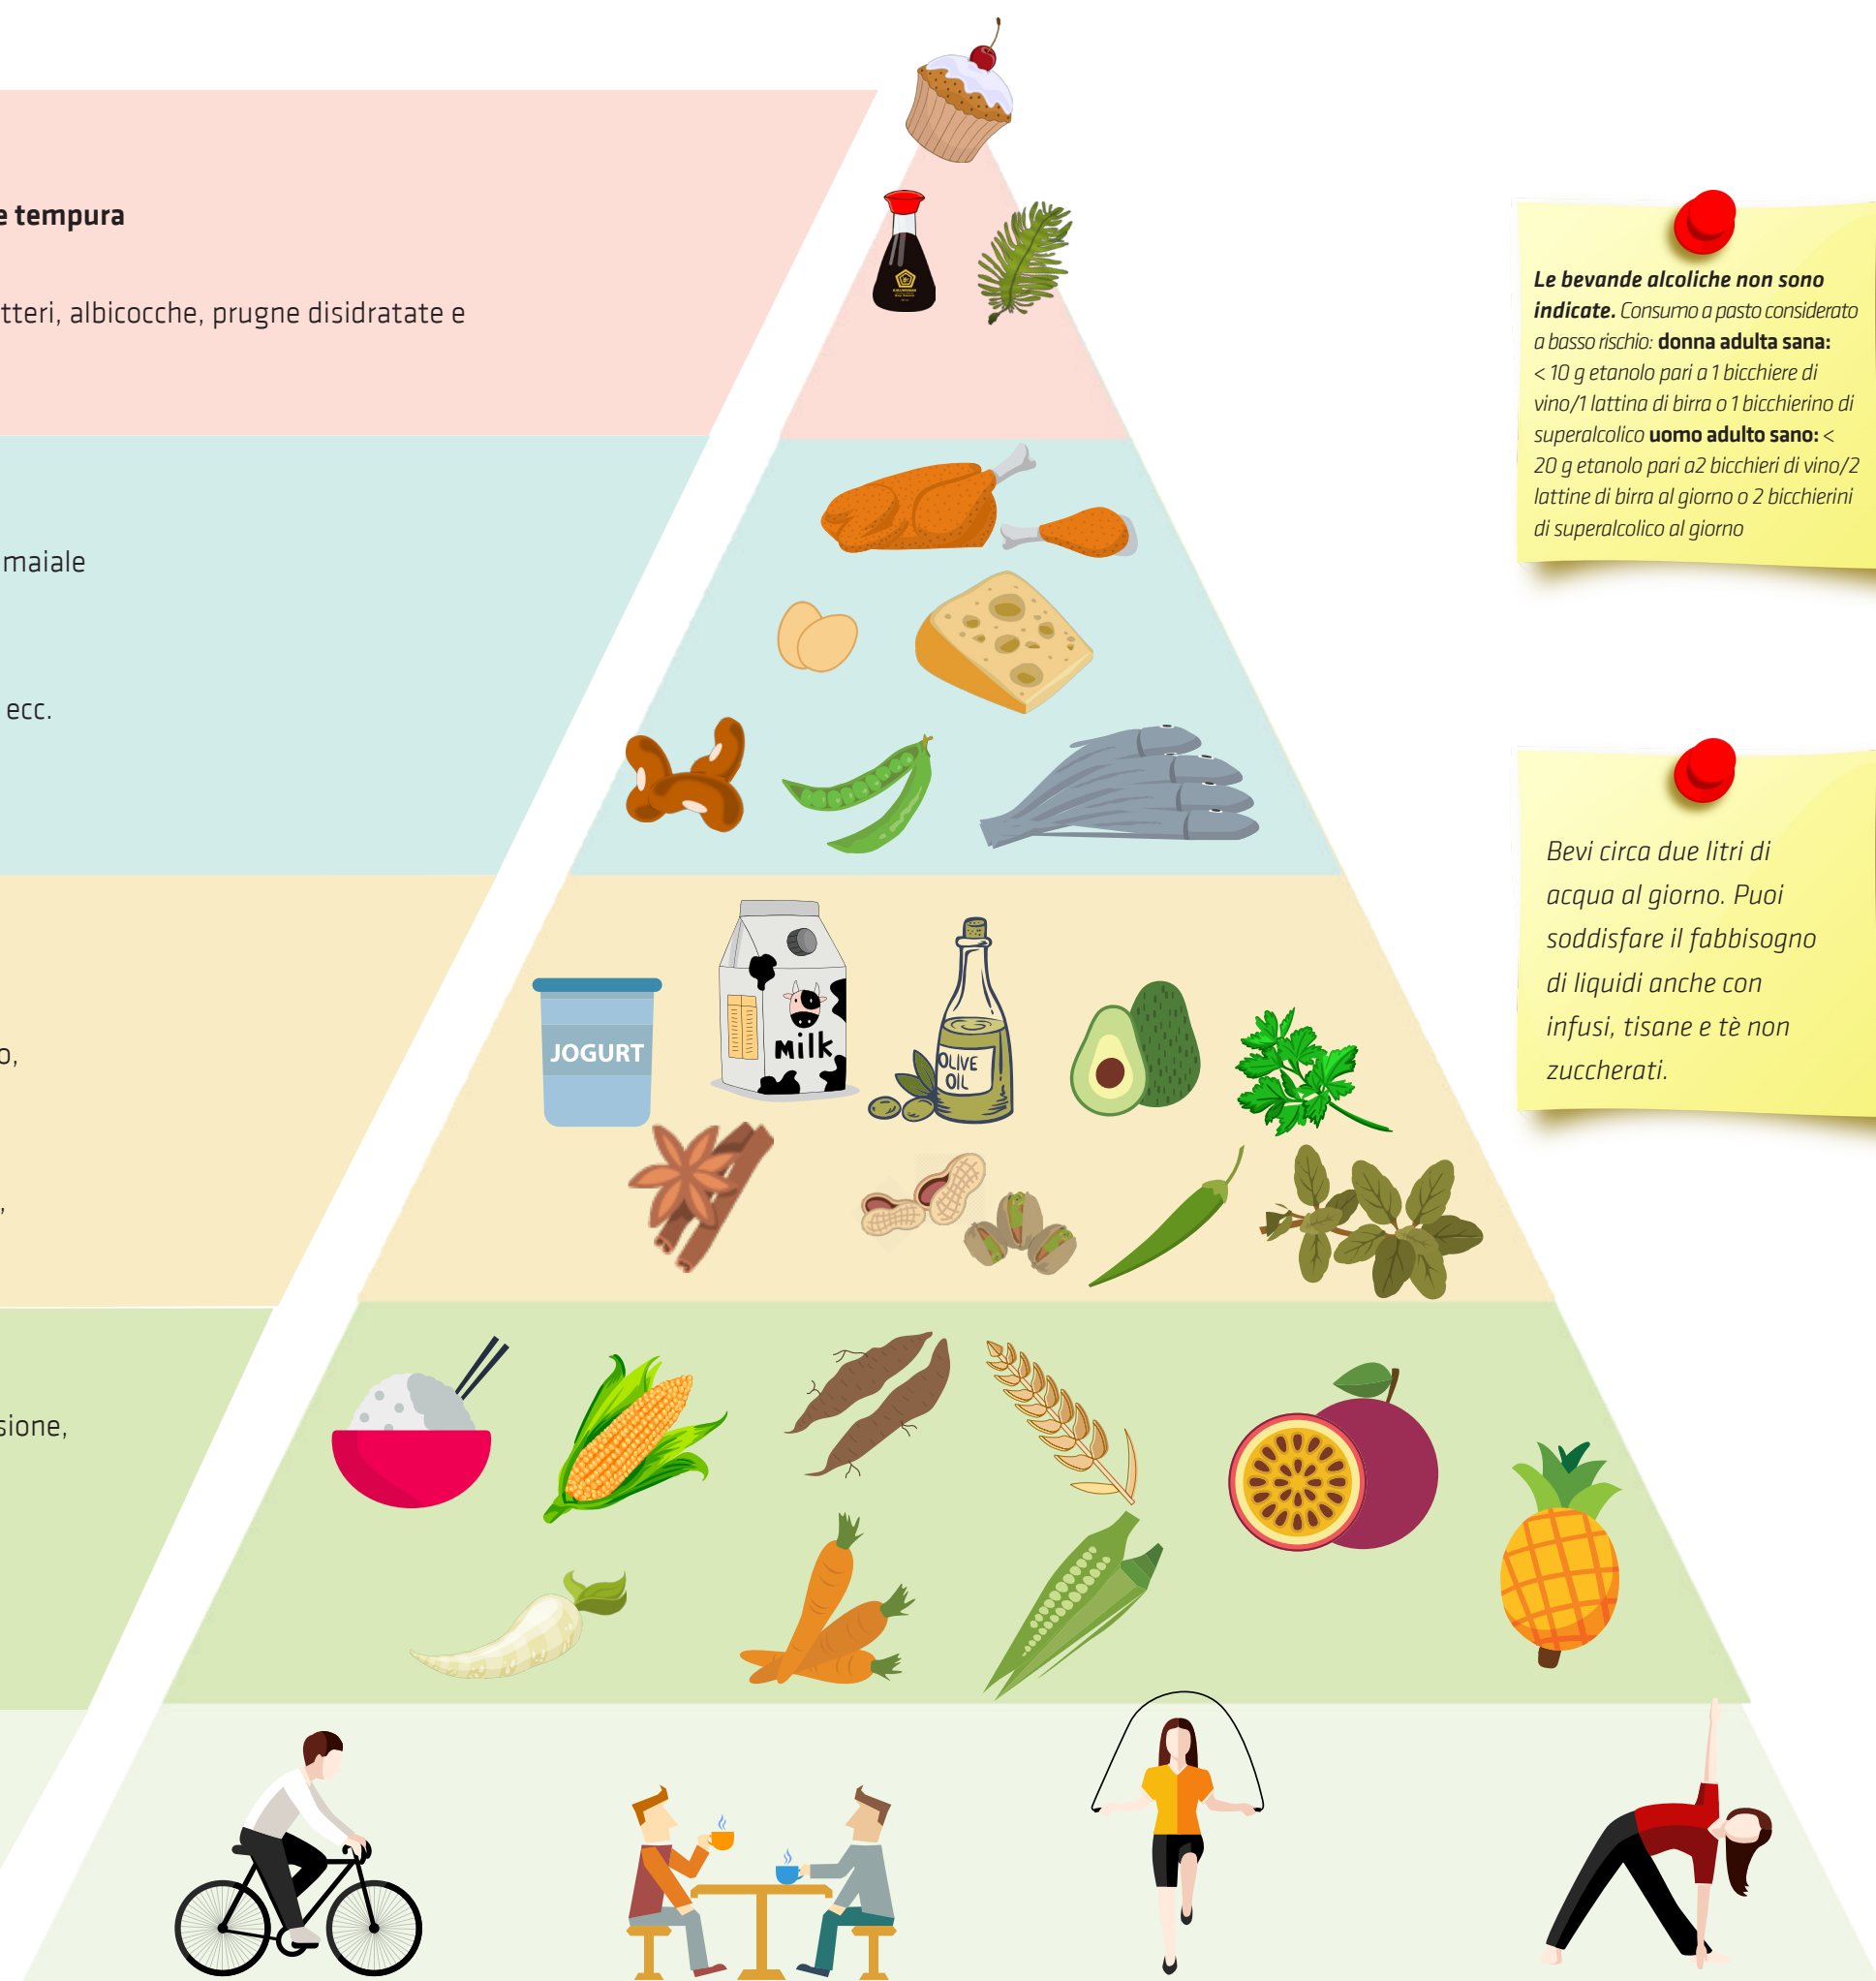 e tempura
tteri, albicocche, prugne disidratate e
maiale
ecc.
o,
,
sione,
Le bevande alcoliche non sono
indicate. Consumo a pasto considerato
a basso rischio: donna adulta sana:
< 10 g etanolo pari a 1 bicchiere di
vino/1 lattina di birra o 1 bicchierino di
superalcolico uomo adulto sano: <
20 g etanolo pari a2 bicchieri di vino/2
lattine di birra al giorno o 2 bicchierini
di superalcolico al giorno
Bevi circa due litri di
acqua al giorno. Puoi
soddisfare il fabbisogno
di liquidi anche con
infusi, tisane e tè non
zuccherati.
JOGURT
milk
OLIVE
OIL